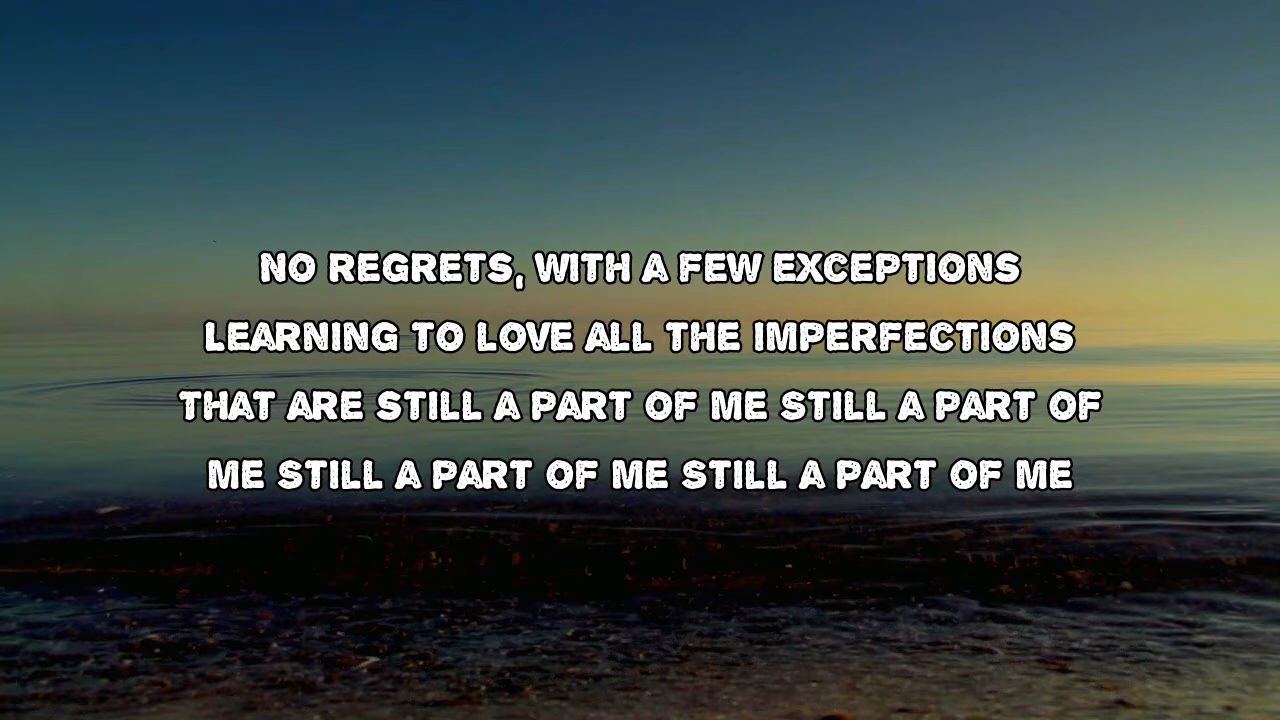 NO REGRETS, WITH A FEW EXCEPTIONS
LEARNING TO LOVE ALL THE IMPERFECTIONS
THAT ARE STILL A PART OF ME STILL A PART OF
ME STILL A PART OF ME STILL A PART OF ME